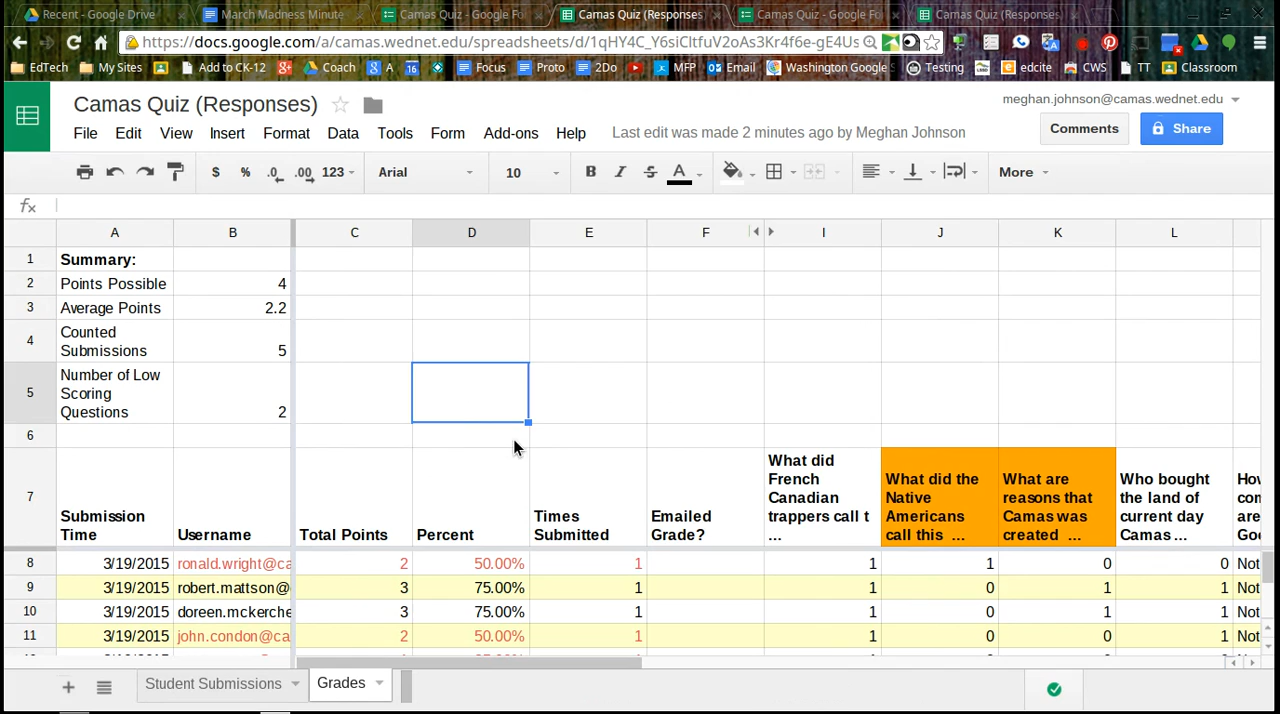 Recent - Google Drive
March Madness Minute
Camas Quiz - Google Fo
Camas Quiz (Responses
Camas Quiz - Google Fo
Camas Quiz (Responses
https://docs.google.com/a/camas.wednet.edu/spreadsheets/d/1qHY4C_Y6siCltfuV2oAs3Kr4f6e-gE4Us
EdTech My Sites Add to CK-12 Coach A 16 Focus Proto 2Do MFP Email Washington Google Testing edcite CWS TT Classroom
Camas Quiz (Responses)
meghan.johnson@camas.wednet.edu
File Edit View Insert Format Data Tools Form Add-ons Help Last edit was made 2 minutes ago by Meghan Johnson
Comments Share
$ % .0 .00 123 Arial 10 B I S A More
fx
A B C D E F I J K L
1 Summary:
2 Points Possible 4
3 Average Points 2.2
4 Counted
Submissions 5
5 Number of Low
Scoring
Questions 2
6
7
Submission
Time
Username
Total Points
Percent
Times
Submitted
Emailed
Grade?
What did
French
Canadian
trappers call t
...
What did the
Native
Americans
call this ...
What are
reasons that
Camas was
created ...
Who bought
the land of
current day
Camas ...
How
com
are
Goo
8 3/19/2015 ronald.wright@ca 2 50.00% 1 1 1 0 0 Not
9 3/19/2015 robert.mattson@ 3 75.00% 1 1 0 1 1 Not
10 3/19/2015 doreen.mckerche 3 75.00% 1 1 0 1 1 Not
11 3/19/2015 john.condon@ca 2 50.00% 1 1 0 0 1 Not
Student Submissions Grades